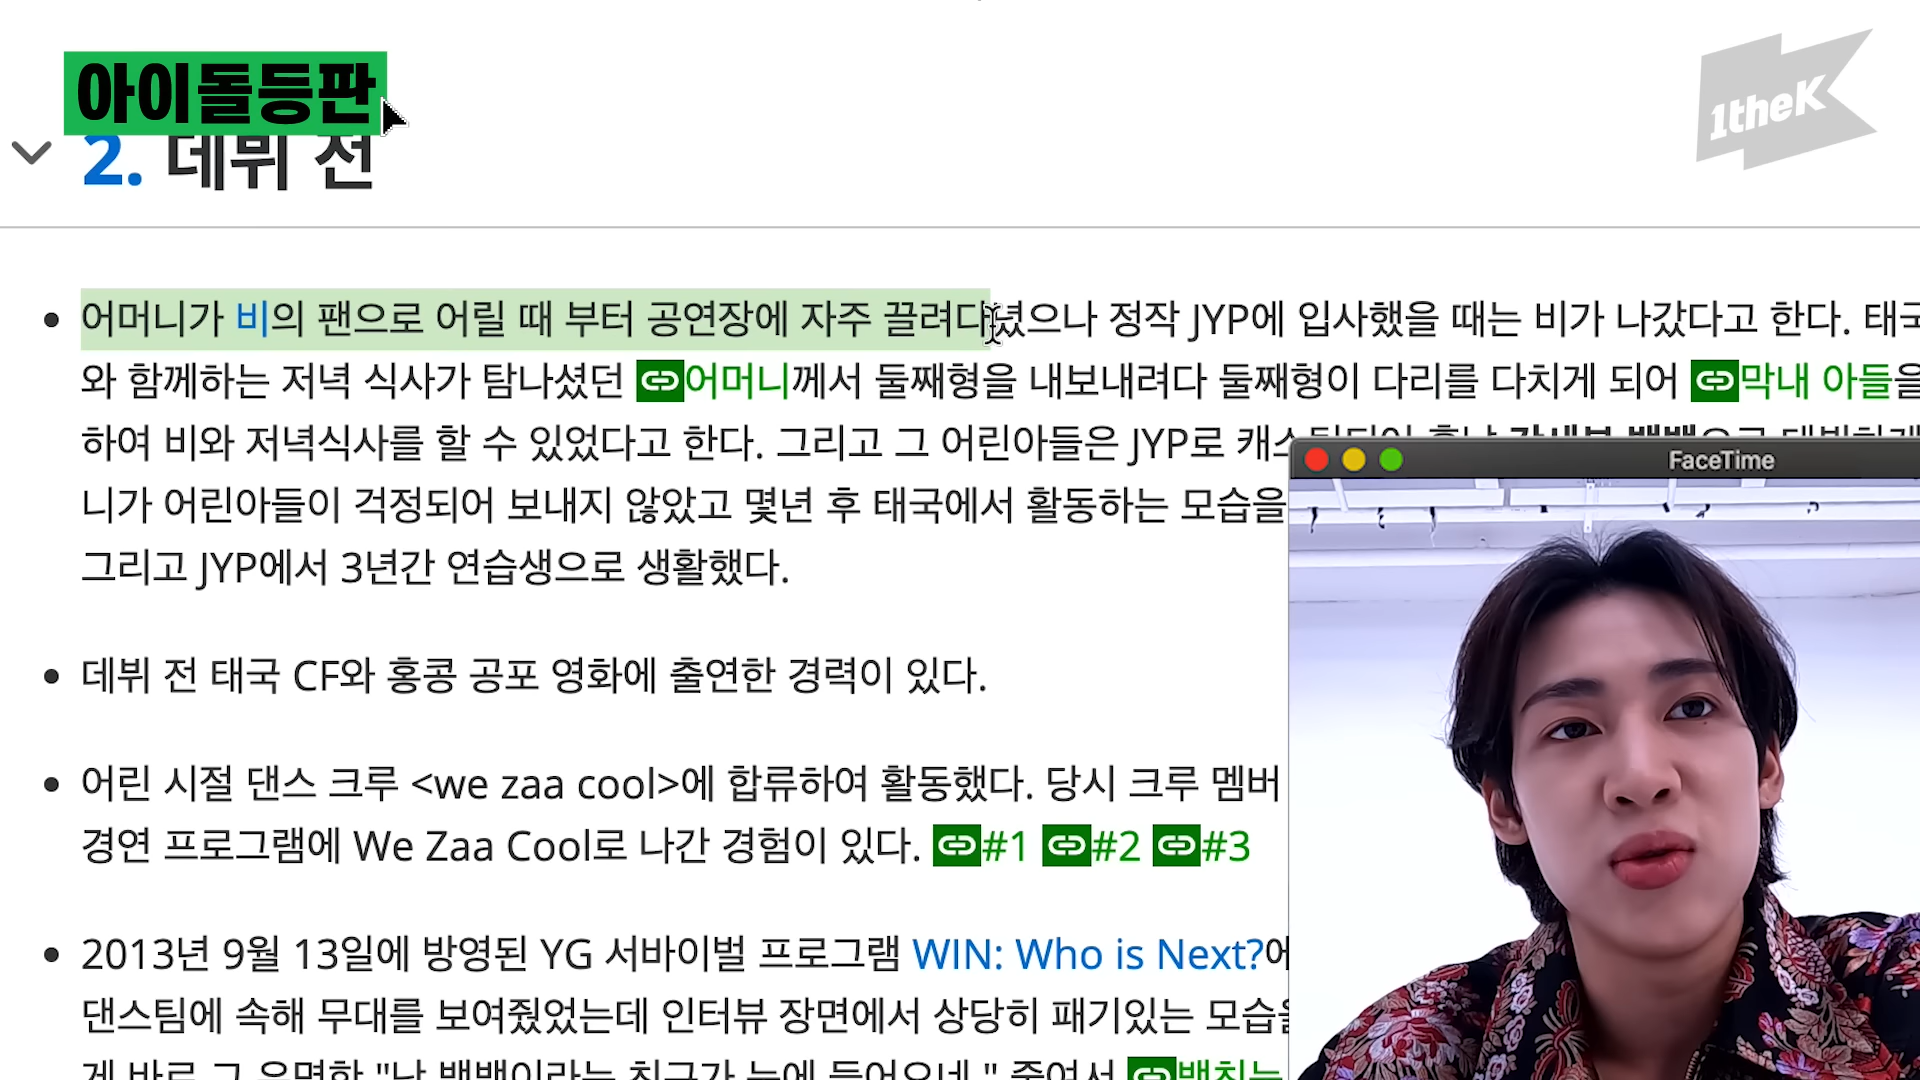 아이돌등판
1theK
2. 데뷔 전
어머니가 비의 팬으로 어릴 때 부터 공연장에 자주 끌려다녔으나 정작 JYP에 입사했을 때는 비가 나갔다고 한다. 태국
와 함께하는 저녁 식사가 탐나셨던 어머니께서 둘째형을 내보내려다 둘째형이 다리를 다치게 되어 막내 아들을
하여 비와 저녁식사를 할 수 있었다고 한다. 그리고 그 어린아들은 JYP로
니가 어린아들이 걱정되어 보내지 않았고 몇년 후 태국에서 활동하는 모습을
그리고 JYP에서 3년간 연습생으로 생활했다.
FaceTime
데뷔 전 태국 CF와 홍콩 공포 영화에 출연한 경력이 있다.
어린 시절 댄스 크루 <we zaa cool>에 합류하여 활동했다. 당시 크루 멤버
경연 프로그램에 We Zaa Cool로 나간 경험이 있다. #1 #2 #3
2013년 9월 13일에 방영된 YG 서바이벌 프로그램 WIN: Who is Next?에
댄스팀에 속해 무대를 보여줬었는데 인터뷰 장면에서 상당히 패기있는 모습을